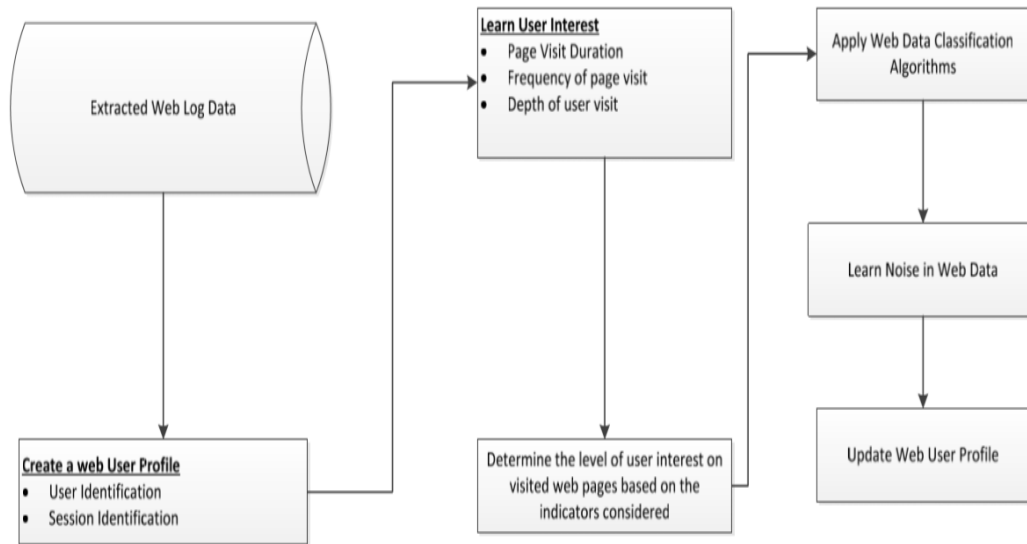 Extracted Web Log Data
Create a web User Profile
• User Identification
• Session Identification
Learn User Interest
• Page Visit Duration
• Frequency of page visit
• Depth of user visit
Determine the level of user interest on
visited web pages based on the
indicators considered
Apply Web Data Classification
Algorithms
Learn Noise in Web Data
Update Web User Profile